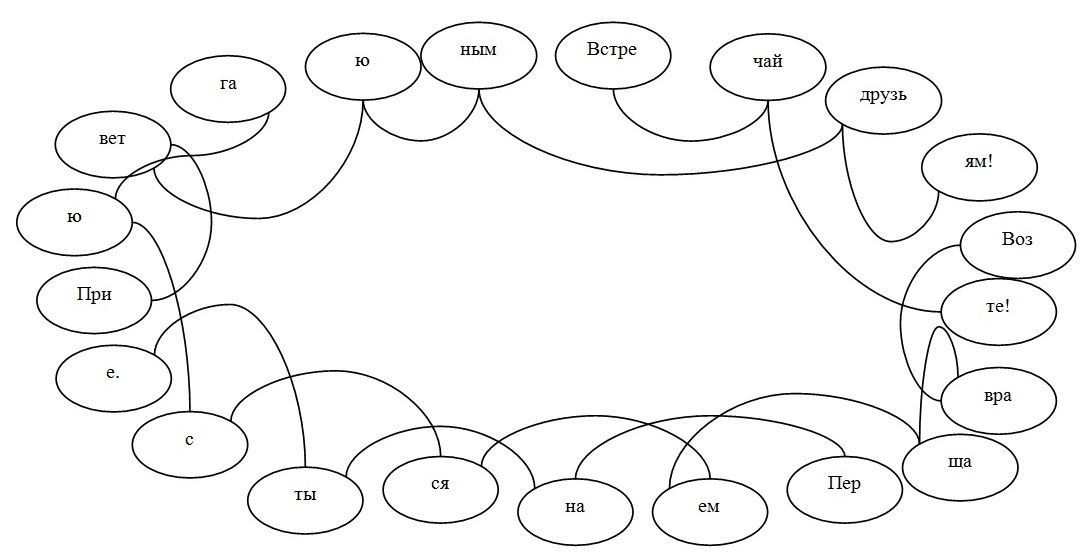 Встре
ным
ю
чай
га
друзь
вет
ям!
ю
Воз
При
те!
е.
вра
с
ща
ся
Пер
ты
на
ем